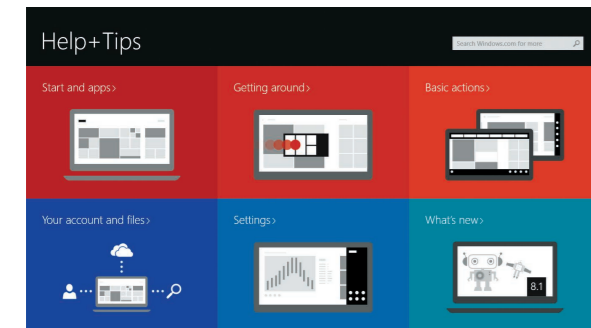 Help+Tips
Search Windows.com for more
Start and apps>
Getting around>
Basic actions>
Your account and files>
Settings>
What's new>
8.1